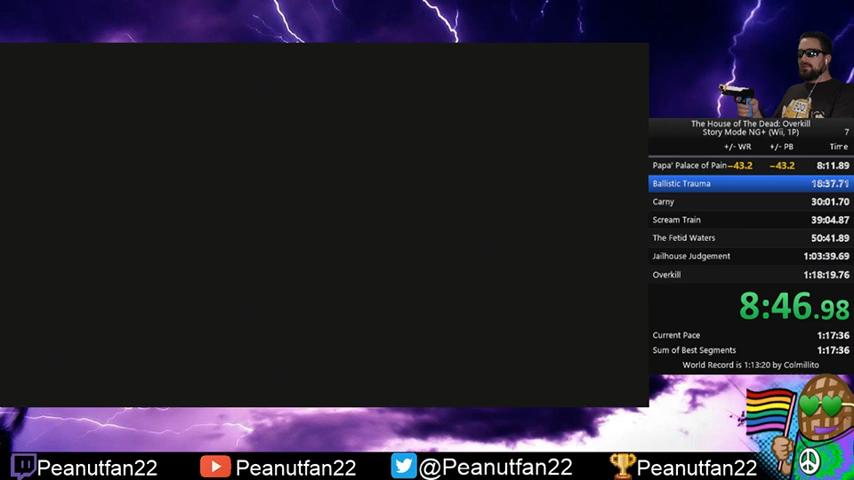 The House of The Dead: Overkill
Story Mode NG+ (Wii, 1P) 7
+/- WR +/- PB Time
Papa' Palace of Pain -43.2 -43.2 8:11.89
Ballistic Trauma 18:37.71
Carny 30:01.70
Scream Train 39:04.87
The Fetid Waters 50:41.89
Jailhouse Judgement 1:03:39.69
Overkill 1:18:19.76
8:46.98
Current Pace 1:17:36
Sum of Best Segments 1:17:36
World Record is 1:13:20 by Colmillito
Peanutfan22 Peanutfan22 @Peanutfan22 Peanutfan22